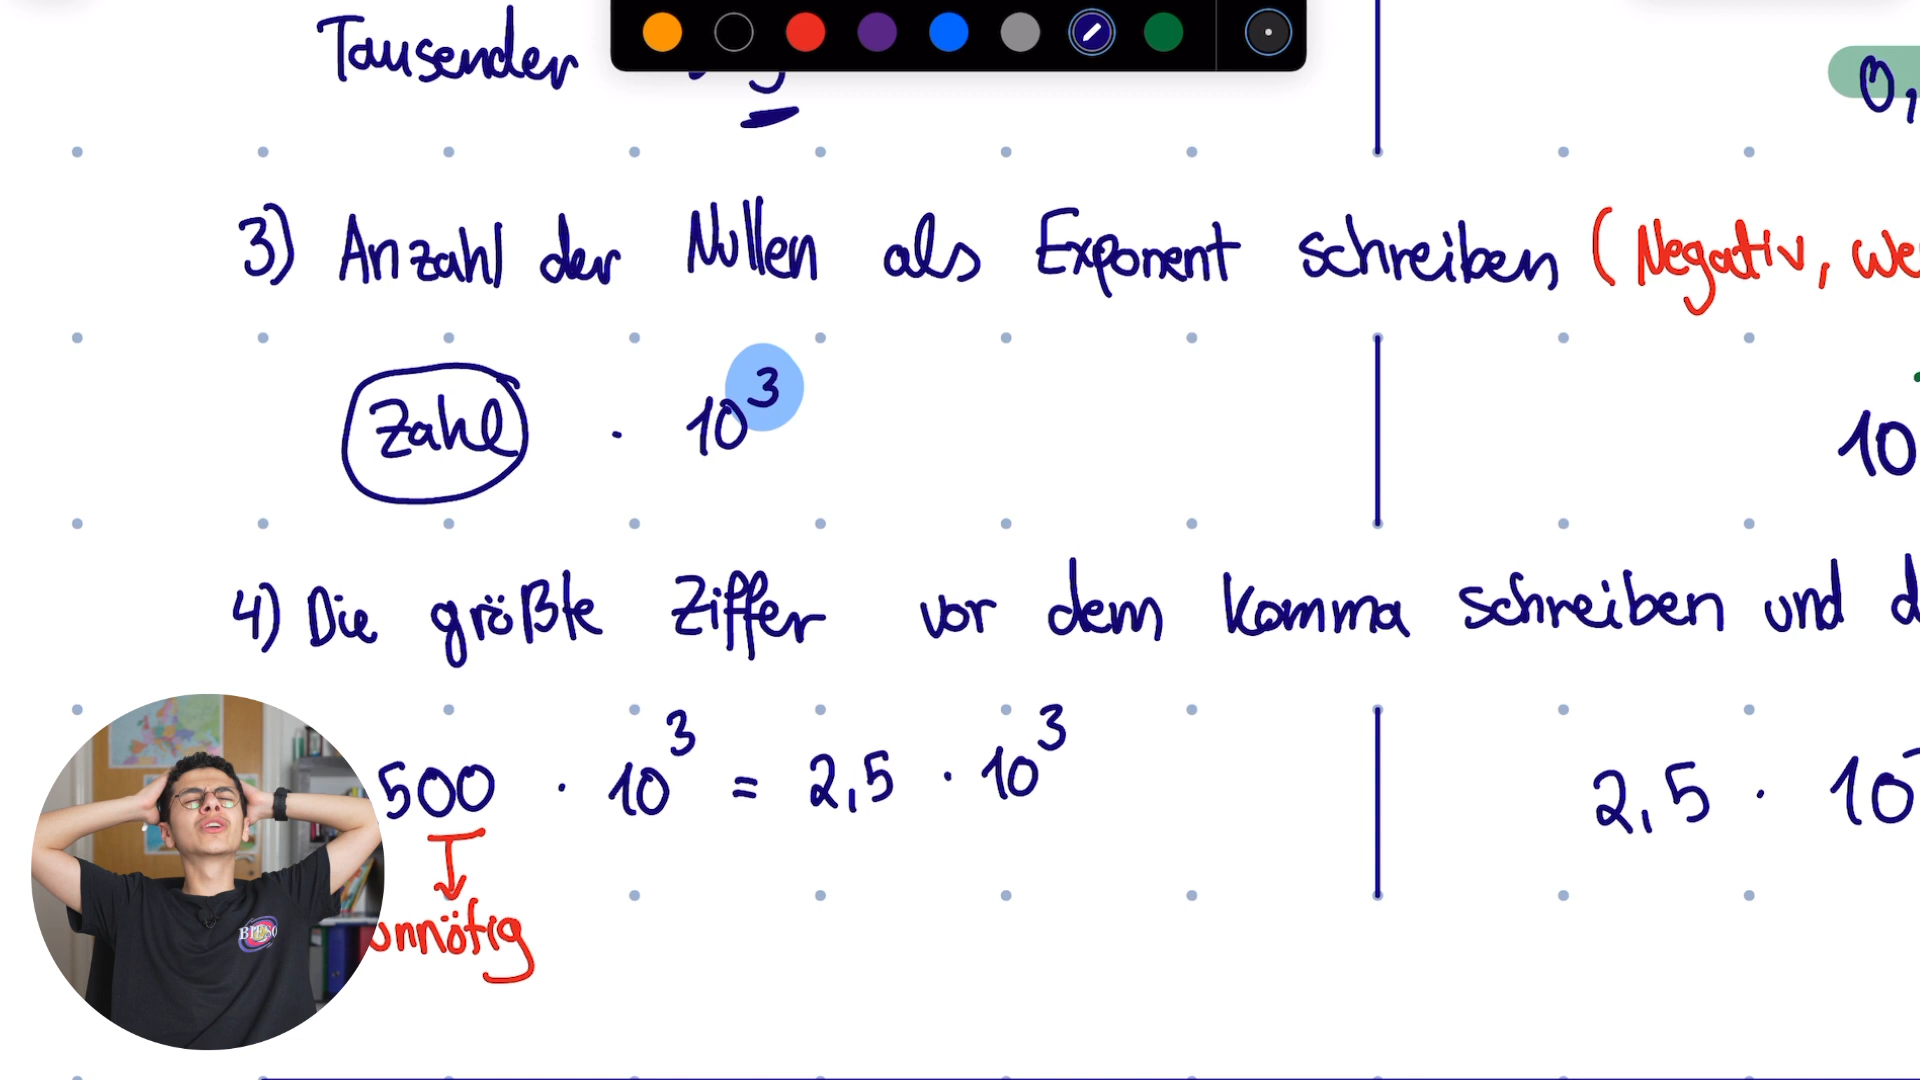 Tausender
0,
3) Anzahl der Nullen als Exponent schreiben (Negativ, we
Zahl · 10³
10
4) Die größte Ziffer vor dem Komma schreiben und d
500 · 10³ = 2,5 · 10³
2,5 · 10⁻
unnötig